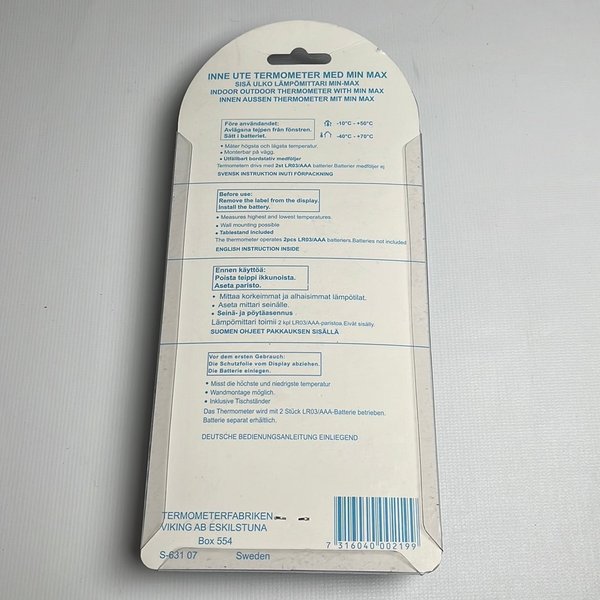 INNE UTE TERMOMETER MED MIN MAX
SISÄ ULKO LÄMPÖMITTARI MIN-MAX
INDOOR OUTDOOR THERMOMETER WITH MIN MAX
INNEN AUSSEN THERMOMETER MIT MIN MAX
Före användandet:
Avlägsna tejpen från fönstren.
Sätt i batteriet.
-10°C - +50°C
-40°C - +70°C
• Mäter högsta och lägsta temperatur.
• Monterbar på vägg.
• Utfällbart bordstativ medföljer
Termometern drivs med 2st LR03/AAA batterier.Batterier medföljer ej
SVENSK INSTRUKTION INUTI FÖRPACKNING
Before use:
Remove the label from the display.
Install the battery.
• Measures highest and lowest temperatures.
• Wall mounting possible
• Tablestand included
The thermometer operates 2pcs LR03/AAA batteriers.Batteries not included
ENGLISH INSTRUCTION INSIDE
Ennen käyttöä:
Poista teippi ikkunoista.
Aseta paristo.
• Mittaa korkeimmat ja alhaisimmat lämpötilat.
• Aseta mittari seinälle.
• Seinä- ja pöytäasennus
Lämpömittari toimii 2 kpl LR03/AAA-paristoa.Eivät sisälly.
SUOMEN OHJEET PAKKAUKSEN SISÄLLÄ
Vor dem ersten Gebrauch:
Die Schutzfolie vom Display abziehen.
Die Batterie einlegen.
• Misst die höchste und niedrigste temperatur
• Wandmontage möglich.
• Inklusive Tischständer
Das Thermometer wird mit 2 Stück LR03/AAA-Batterie betrieben.
Batterie separat erhältlich.
DEUTSCHE BEDIENUNGSANLEITUNG EINLIEGEND
TERMOMETERFABRIKEN
VIKING AB ESKILSTUNA
Box 554
S-631 07 Sweden
7 316040 002199